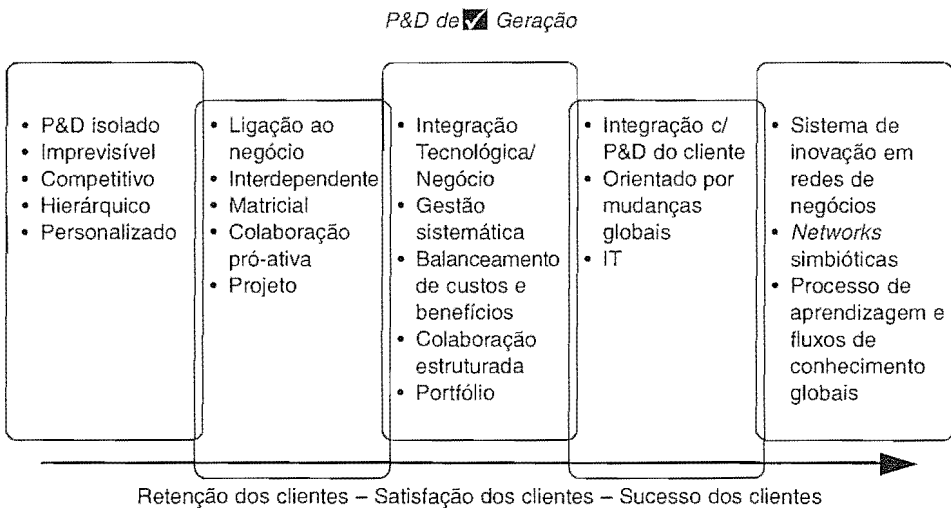 P&D de ✓ Geração
• P&D isolado
• Imprevisível
• Competitivo
• Hierárquico
• Personalizado
• Ligação ao
negócio
• Interdependente
• Matricial
• Colaboração
pró-ativa
• Projeto
• Integração
Tecnológica/
Negócio
• Gestão
sistemática
• Balanceamento
de custos e
benefícios
• Colaboração
estruturada
• Portfólio
• Integração c/
P&D do cliente
• Orientado por
mudanças
globais
• IT
• Sistema de
inovação em
redes de
negócios
• Networks
simbióticas
• Processo de
aprendizagem e
fluxos de
conhecimento
globais
Retenção dos clientes – Satisfação dos clientes – Sucesso dos clientes